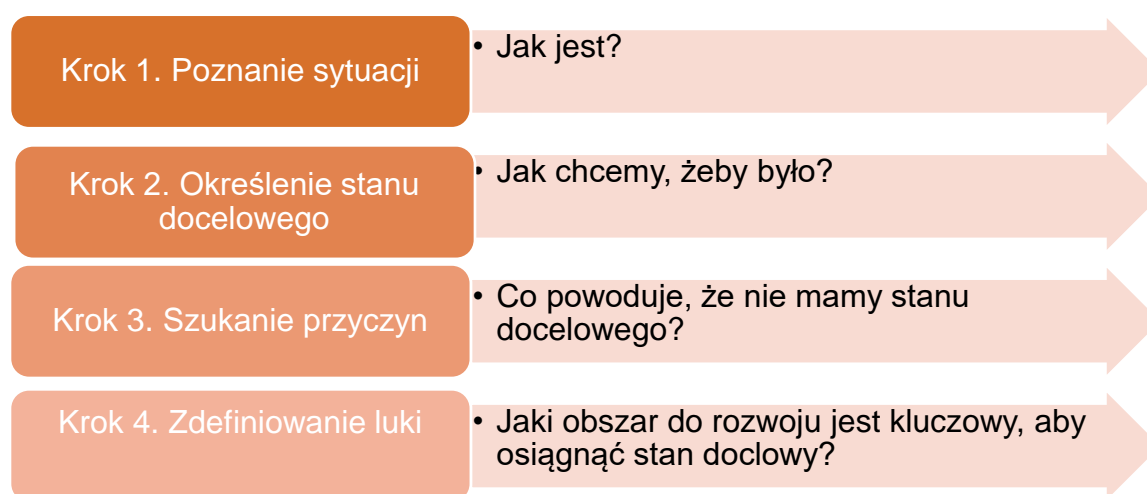 Krok 1. Poznanie sytuacji
• Jak jest?
Krok 2. Określenie stanu
docelowego
• Jak chcemy, żeby było?
Krok 3. Szukanie przyczyn
• Co powoduje, że nie mamy stanu
docelowego?
Krok 4. Zdefiniowanie luki
• Jaki obszar do rozwoju jest kluczowy, aby
osiągnąć stan doclowy?